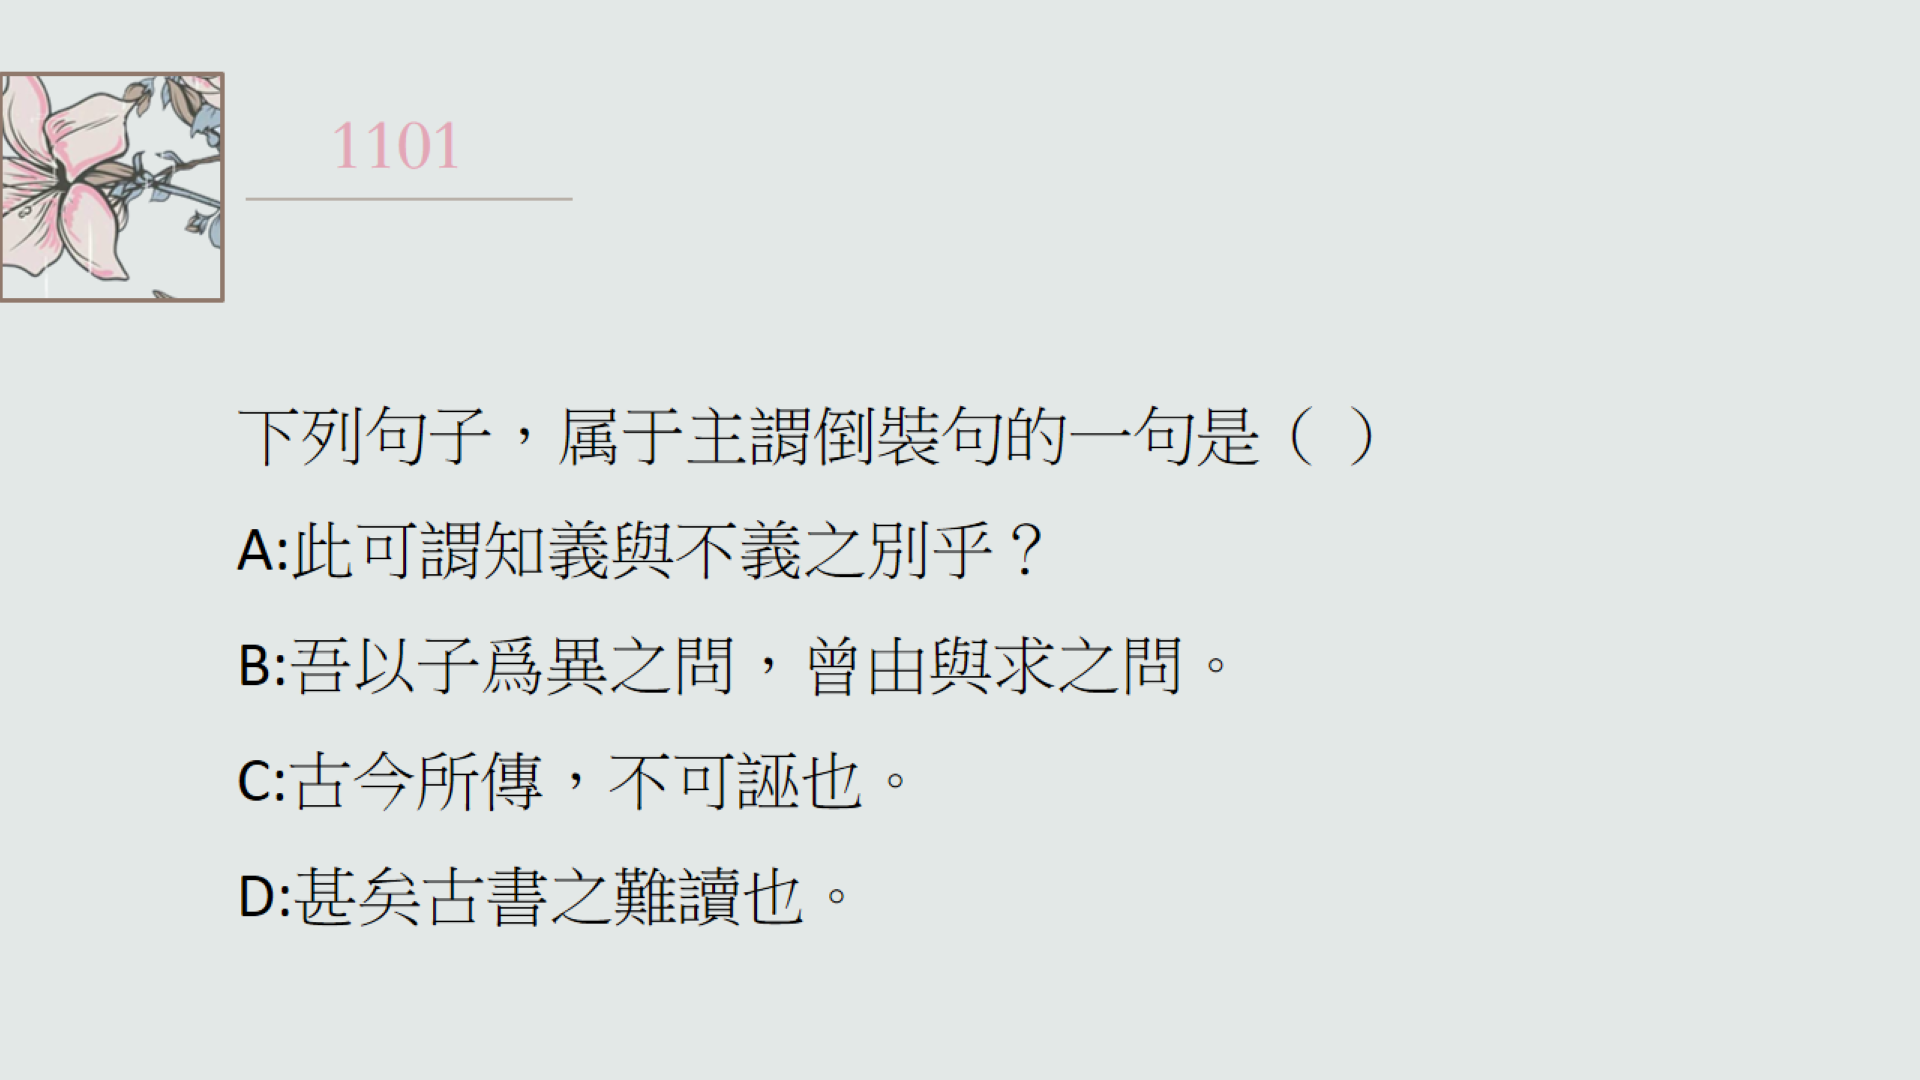 1101
下列句子，属于主謂倒裝句的一句是（ ）
A:此可謂知義與不義之別乎？
B:吾以子爲異之問，曾由與求之問。
C:古今所傳，不可誣也。
D:甚矣古書之難讀也。